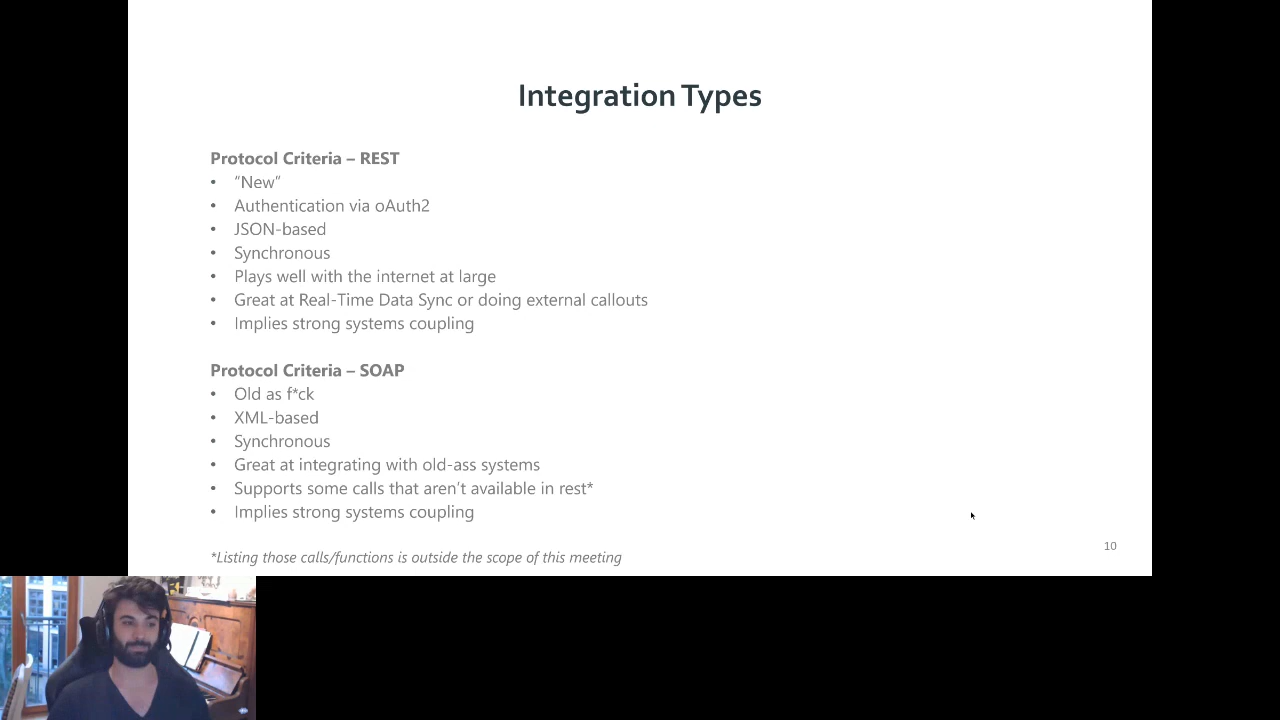 Integration Types
Protocol Criteria – REST
• "New"
• Authentication via oAuth2
• JSON-based
• Synchronous
• Plays well with the internet at large
• Great at Real-Time Data Sync or doing external callouts
• Implies strong systems coupling
Protocol Criteria – SOAP
• Old as f*ck
• XML-based
• Synchronous
• Great at integrating with old-ass systems
• Supports some calls that aren't available in rest*
• Implies strong systems coupling
10
*Listing those calls/functions is outside the scope of this meeting